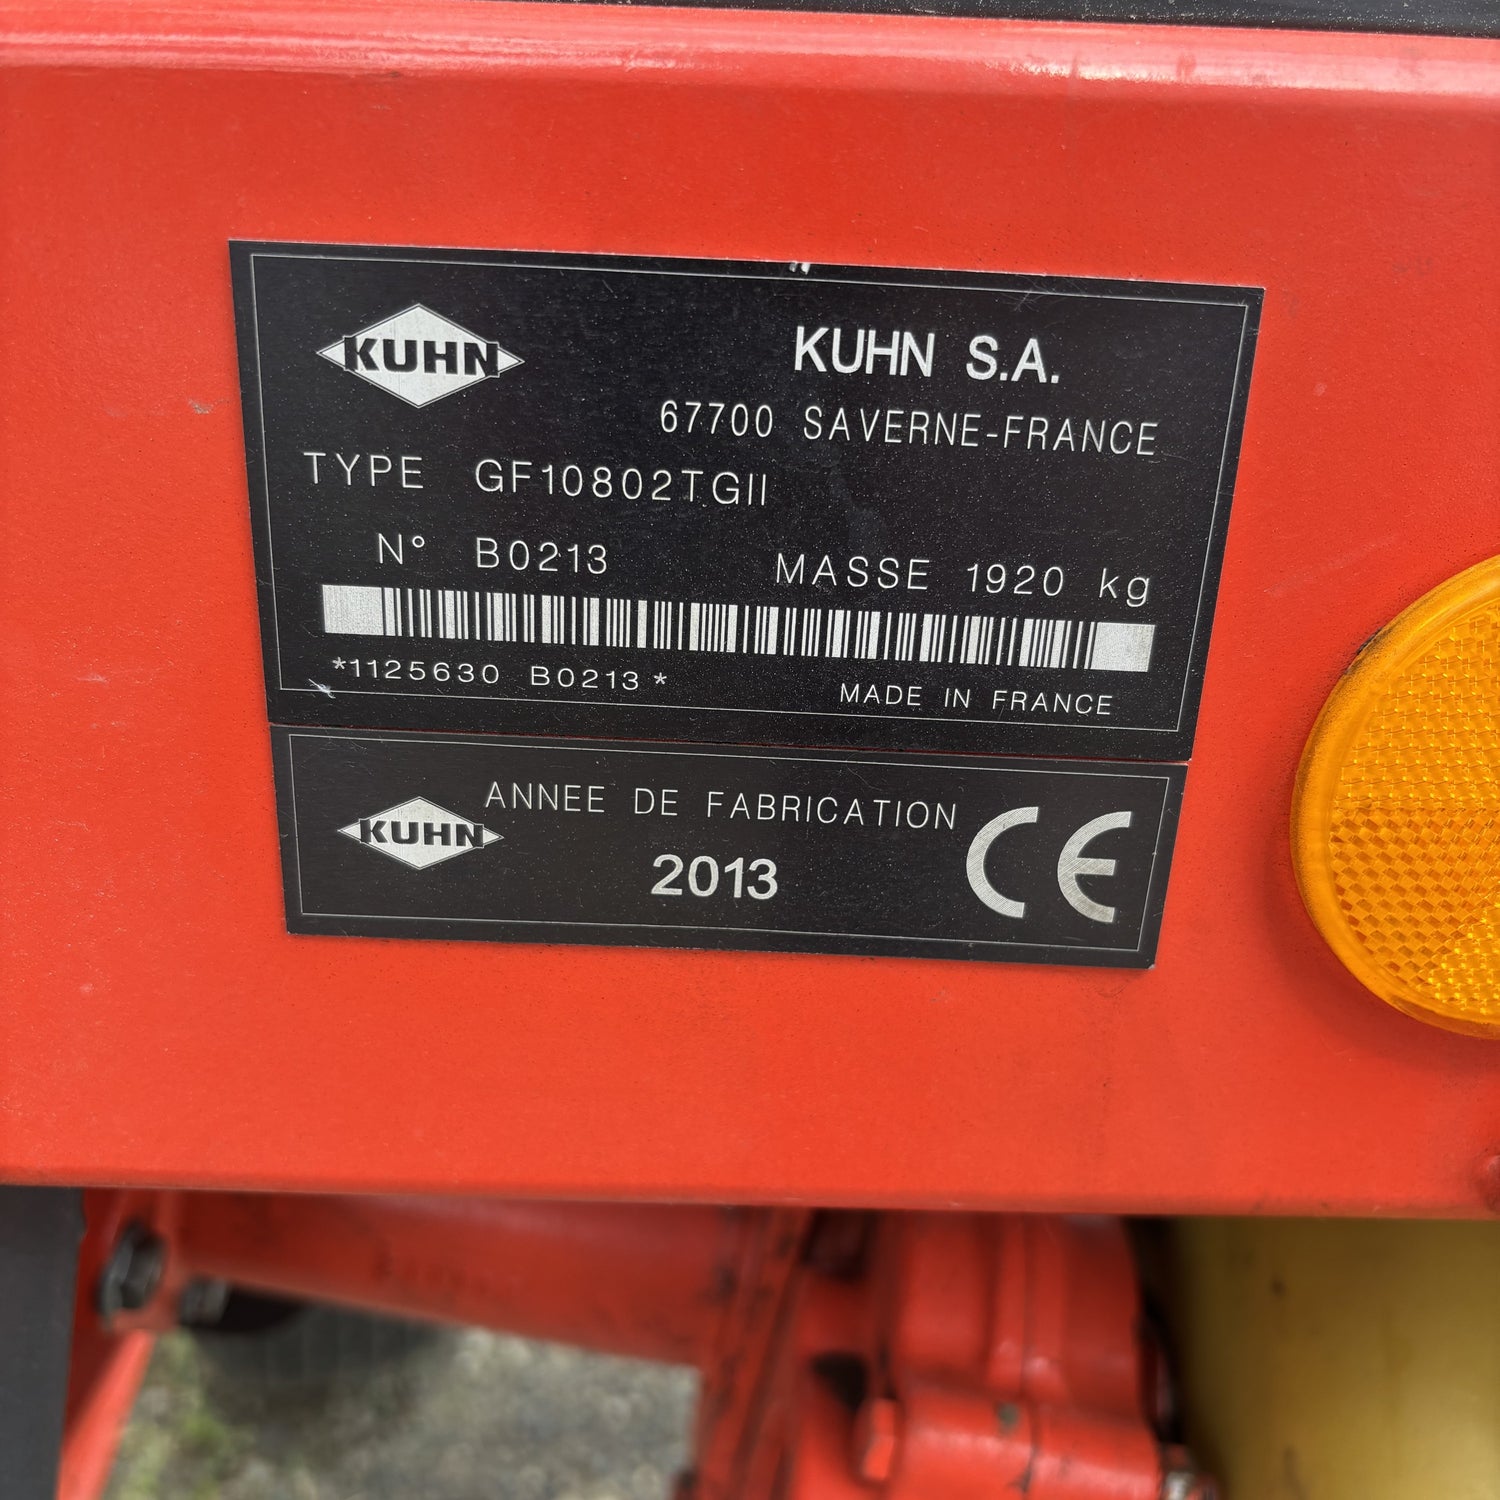 KUHN
KUHN S.A.
67700 SAVERNE-FRANCE
TYPE GF10802TGII
N° B0213 MASSE 1920 kg
*1125630 B0213*
MADE IN FRANCE
KUHN
ANNEE DE FABRICATION
2013
CE